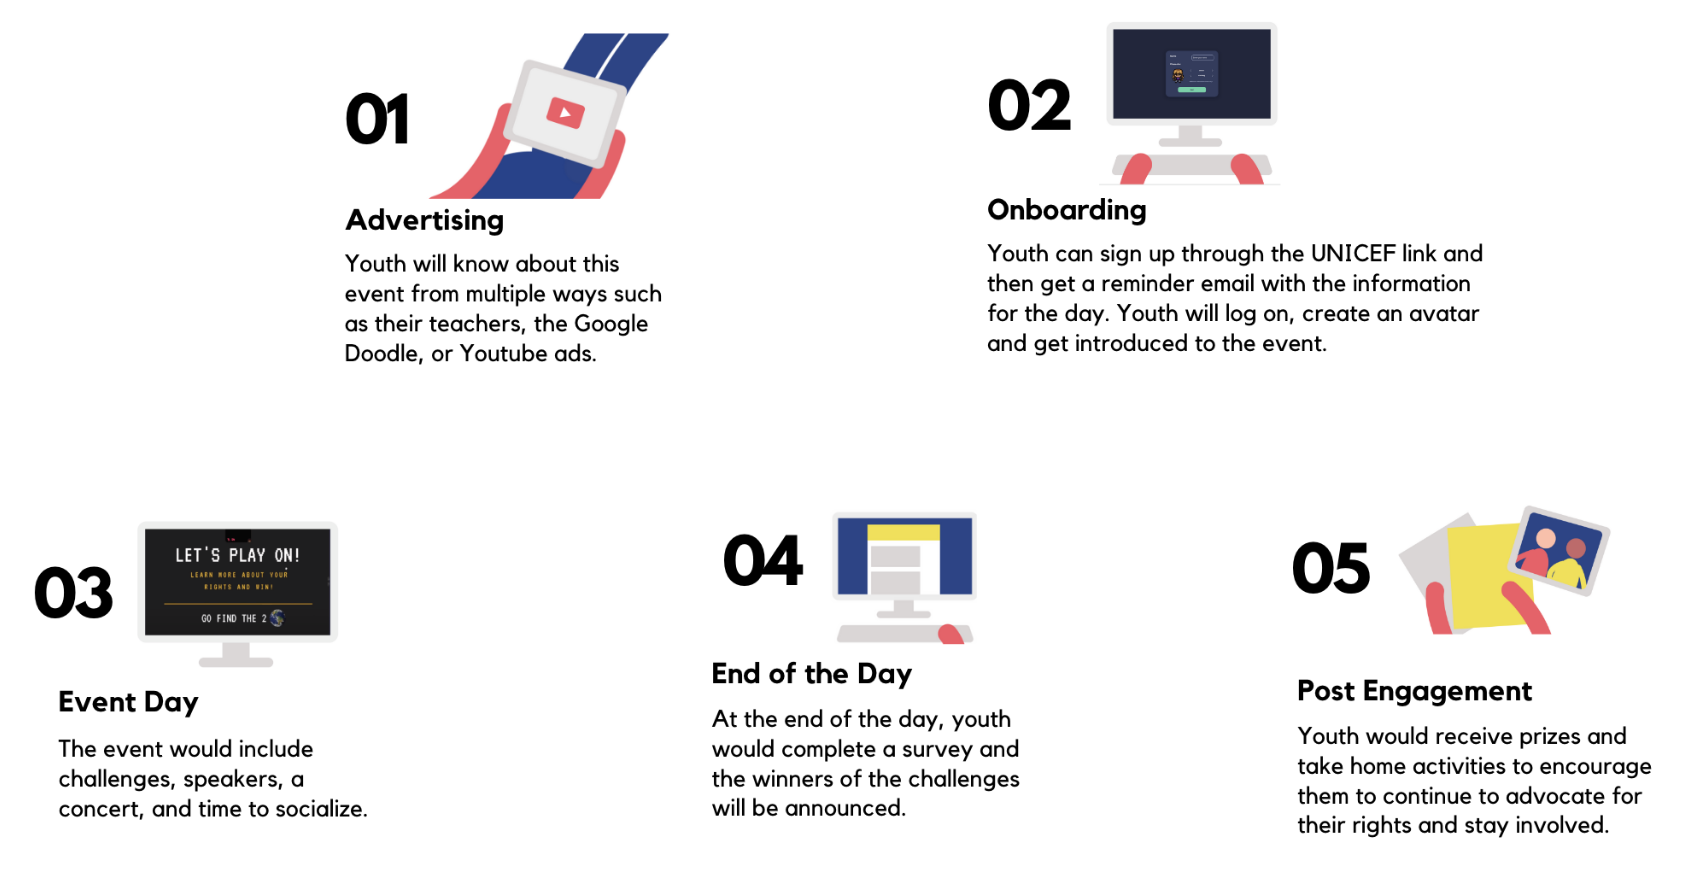 01
Advertising
Youth will know about this
event from multiple ways such
as their teachers, the Google
Doodle, or Youtube ads.
02
Onboarding
Youth can sign up through the UNICEF link and
then get a reminder email with the information
for the day. Youth will log on, create an avatar
and get introduced to the event.
03
LET'S PLAY ON!
LEARN MORE ABOUT YOUR
RIGHTS AND WIN!
GO FIND THE 2
Event Day
The event would include
challenges, speakers, a
concert, and time to socialize.
04
End of the Day
At the end of the day, youth
would complete a survey and
the winners of the challenges
will be announced.
05
Post Engagement
Youth would receive prizes and
take home activities to encourage
them to continue to advocate for
their rights and stay involved.